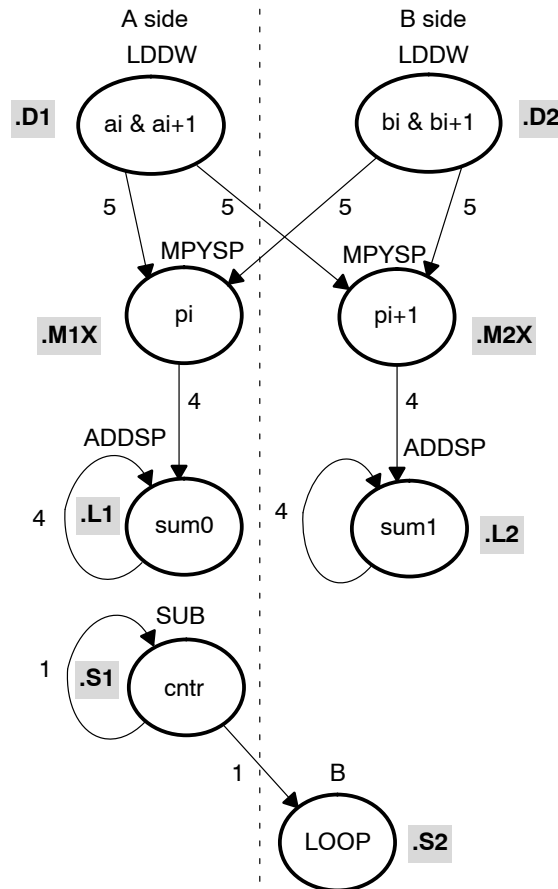 A side
B side
LDDW
LDDW
.D1
ai & ai+1
bi & bi+1
.D2
5
5
5
5
MPYSP
MPYSP
pi
pi+1
.M1X
.M2X
4
4
ADDSP
ADDSP
4
.L1
sum0
4
sum1
.L2
SUB
1
.S1
cntr
1
B
LOOP
.S2